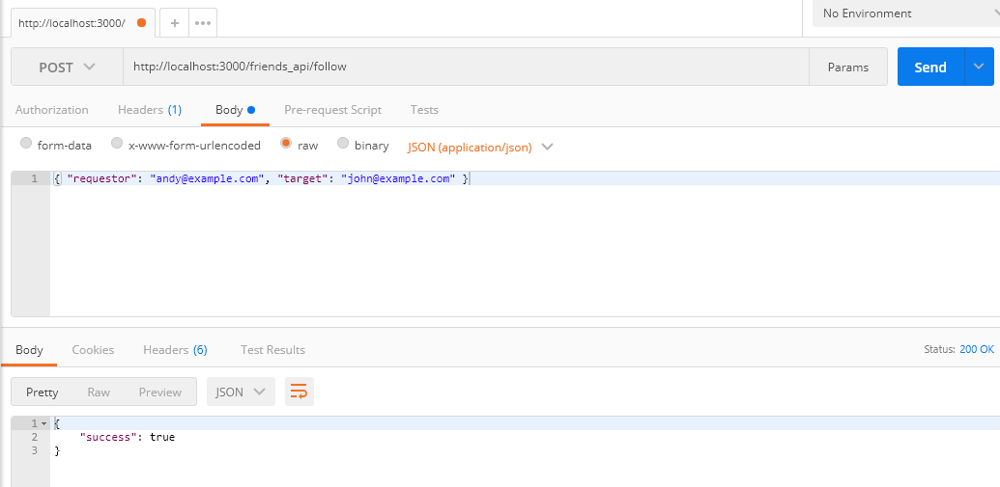 http://localhost:3000/
+
•••
No Environment
POST
http://localhost:3000/friends_api/follow
Params
Send
Authorization
Headers (1)
Body
Pre-request Script
Tests
form-data
x-www-form-urlencoded
raw
binary
JSON (application/json)
1 { "requestor": "andy@example.com", "target": "john@example.com" }
Body
Cookies
Headers (6)
Test Results
Status: 200 OK
Pretty
Raw
Preview
JSON
1 {
2 "success": true
3 }